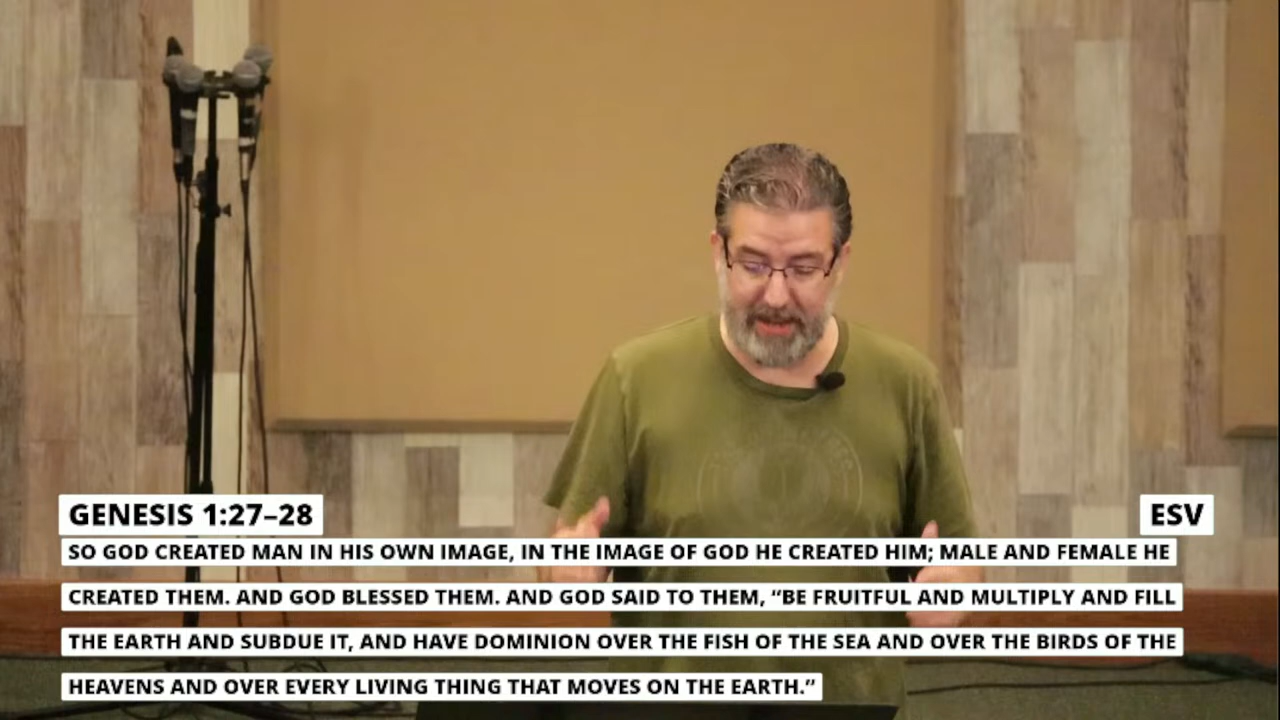 GENESIS 1:27–28
ESV
SO GOD CREATED MAN IN HIS OWN IMAGE, IN THE IMAGE OF GOD HE CREATED HIM; MALE AND FEMALE HE
CREATED THEM. AND GOD BLESSED THEM. AND GOD SAID TO THEM, “BE FRUITFUL AND MULTIPLY AND FILL
THE EARTH AND SUBDUE IT, AND HAVE DOMINION OVER THE FISH OF THE SEA AND OVER THE BIRDS OF THE
HEAVENS AND OVER EVERY LIVING THING THAT MOVES ON THE EARTH.”